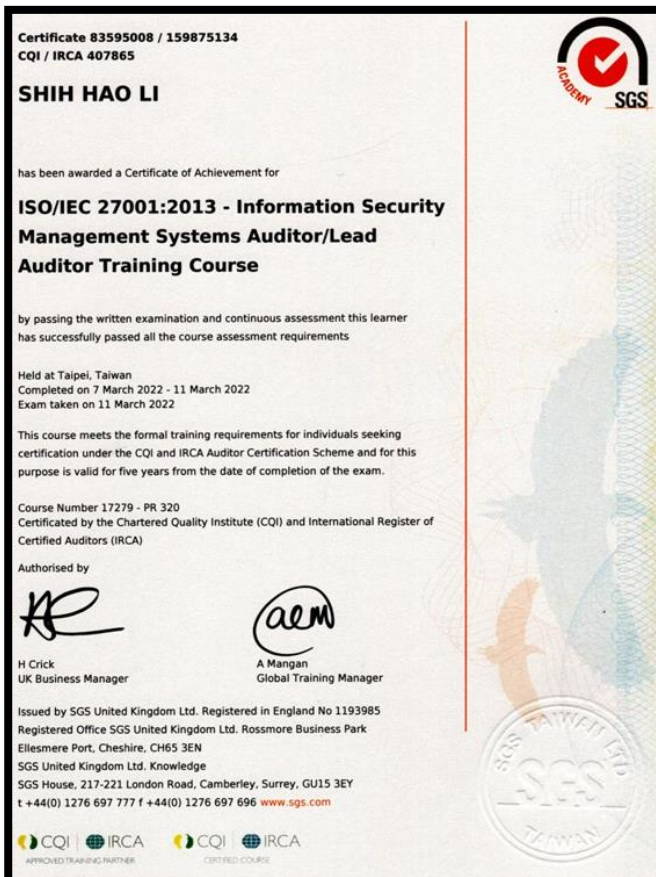 Certificate 83595008 / 159875134
CQI / IRCA 407865
SHIH HAO LI
ACADEMY
SGS
has been awarded a Certificate of Achievement for
ISO/IEC 27001:2013 - Information Security
Management Systems Auditor/Lead
Auditor Training Course
by passing the written examination and continuous assessment this learner
has successfully passed all the course assessment requirements
Held at Taipei, Taiwan
Completed on 7 March 2022 - 11 March 2022
Exam taken on 11 March 2022
This course meets the formal training requirements for individuals seeking
certification under the CQI and IRCA Auditor Certification Scheme and for this
purpose is valid for five years from the date of completion of the exam.
Course Number 17279 - PR 320
Certificated by the Chartered Quality Institute (CQI) and International Register of
Certified Auditors (IRCA)
Authorised by
aem
H Crick
UK Business Manager
A Mangan
Global Training Manager
Issued by SGS United Kingdom Ltd. Registered in England No 1193985
Registered Office SGS United Kingdom Ltd. Rossmore Business Park
Ellesmere Port, Cheshire, CH65 3EN
SGS United Kingdom Ltd. Knowledge
SGS House, 217-221 London Road, Camberley, Surrey, GU15 3EY
t +44(0) 1276 697 777 f +44(0) 1276 697 696 www.sgs.com
SGS TAIWAN LTD
SGS
TAIWAN
CQI IRCA
APPROVED TRAINING PARTNER
CQI IRCA
CERTIFIED COURSE